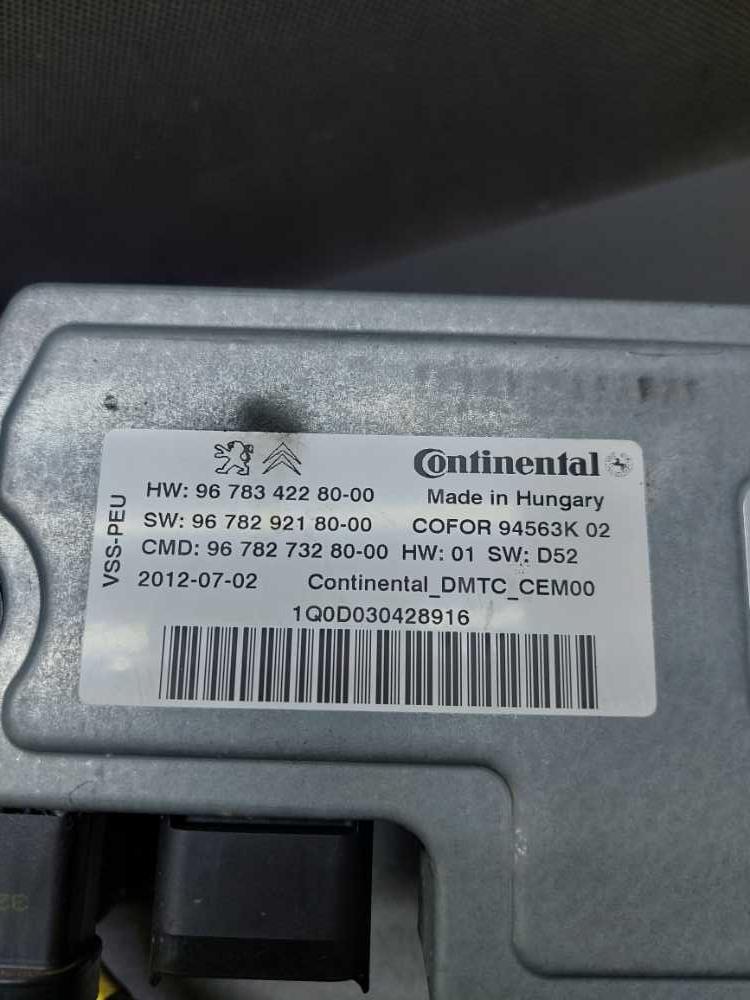 Continental
HW: 96 783 422 80-00
Made in Hungary
SW: 96 782 921 80-00
COFOR 94563K 02
CMD: 96 782 732 80-00 HW: 01 SW: D52
2012-07-02
Continental_DMTC_CEM00
1Q0D030428916
VSS-PEU